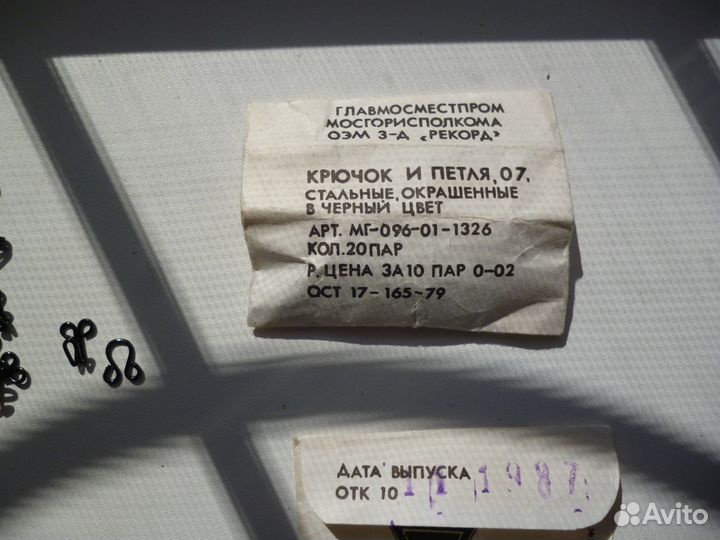 ГЛАВМОСМЕСТПРОМ
МОСГОРИСПОЛКОМА
ОЭМ З-Д «РЕКОРД»
КРЮЧОК И ПЕТЛЯ, 07,
СТАЛЬНЫЕ, ОКРАШЕННЫЕ
В ЧЕРНЫЙ ЦВЕТ
АРТ. МГ-096-01-1326
КОЛ. 20 ПАР
Р. ЦЕНА ЗА 10 ПАР 0-02
ОСТ 17-165-79
ДАТА ВЫПУСКА
ОТК 10
1987
Avito